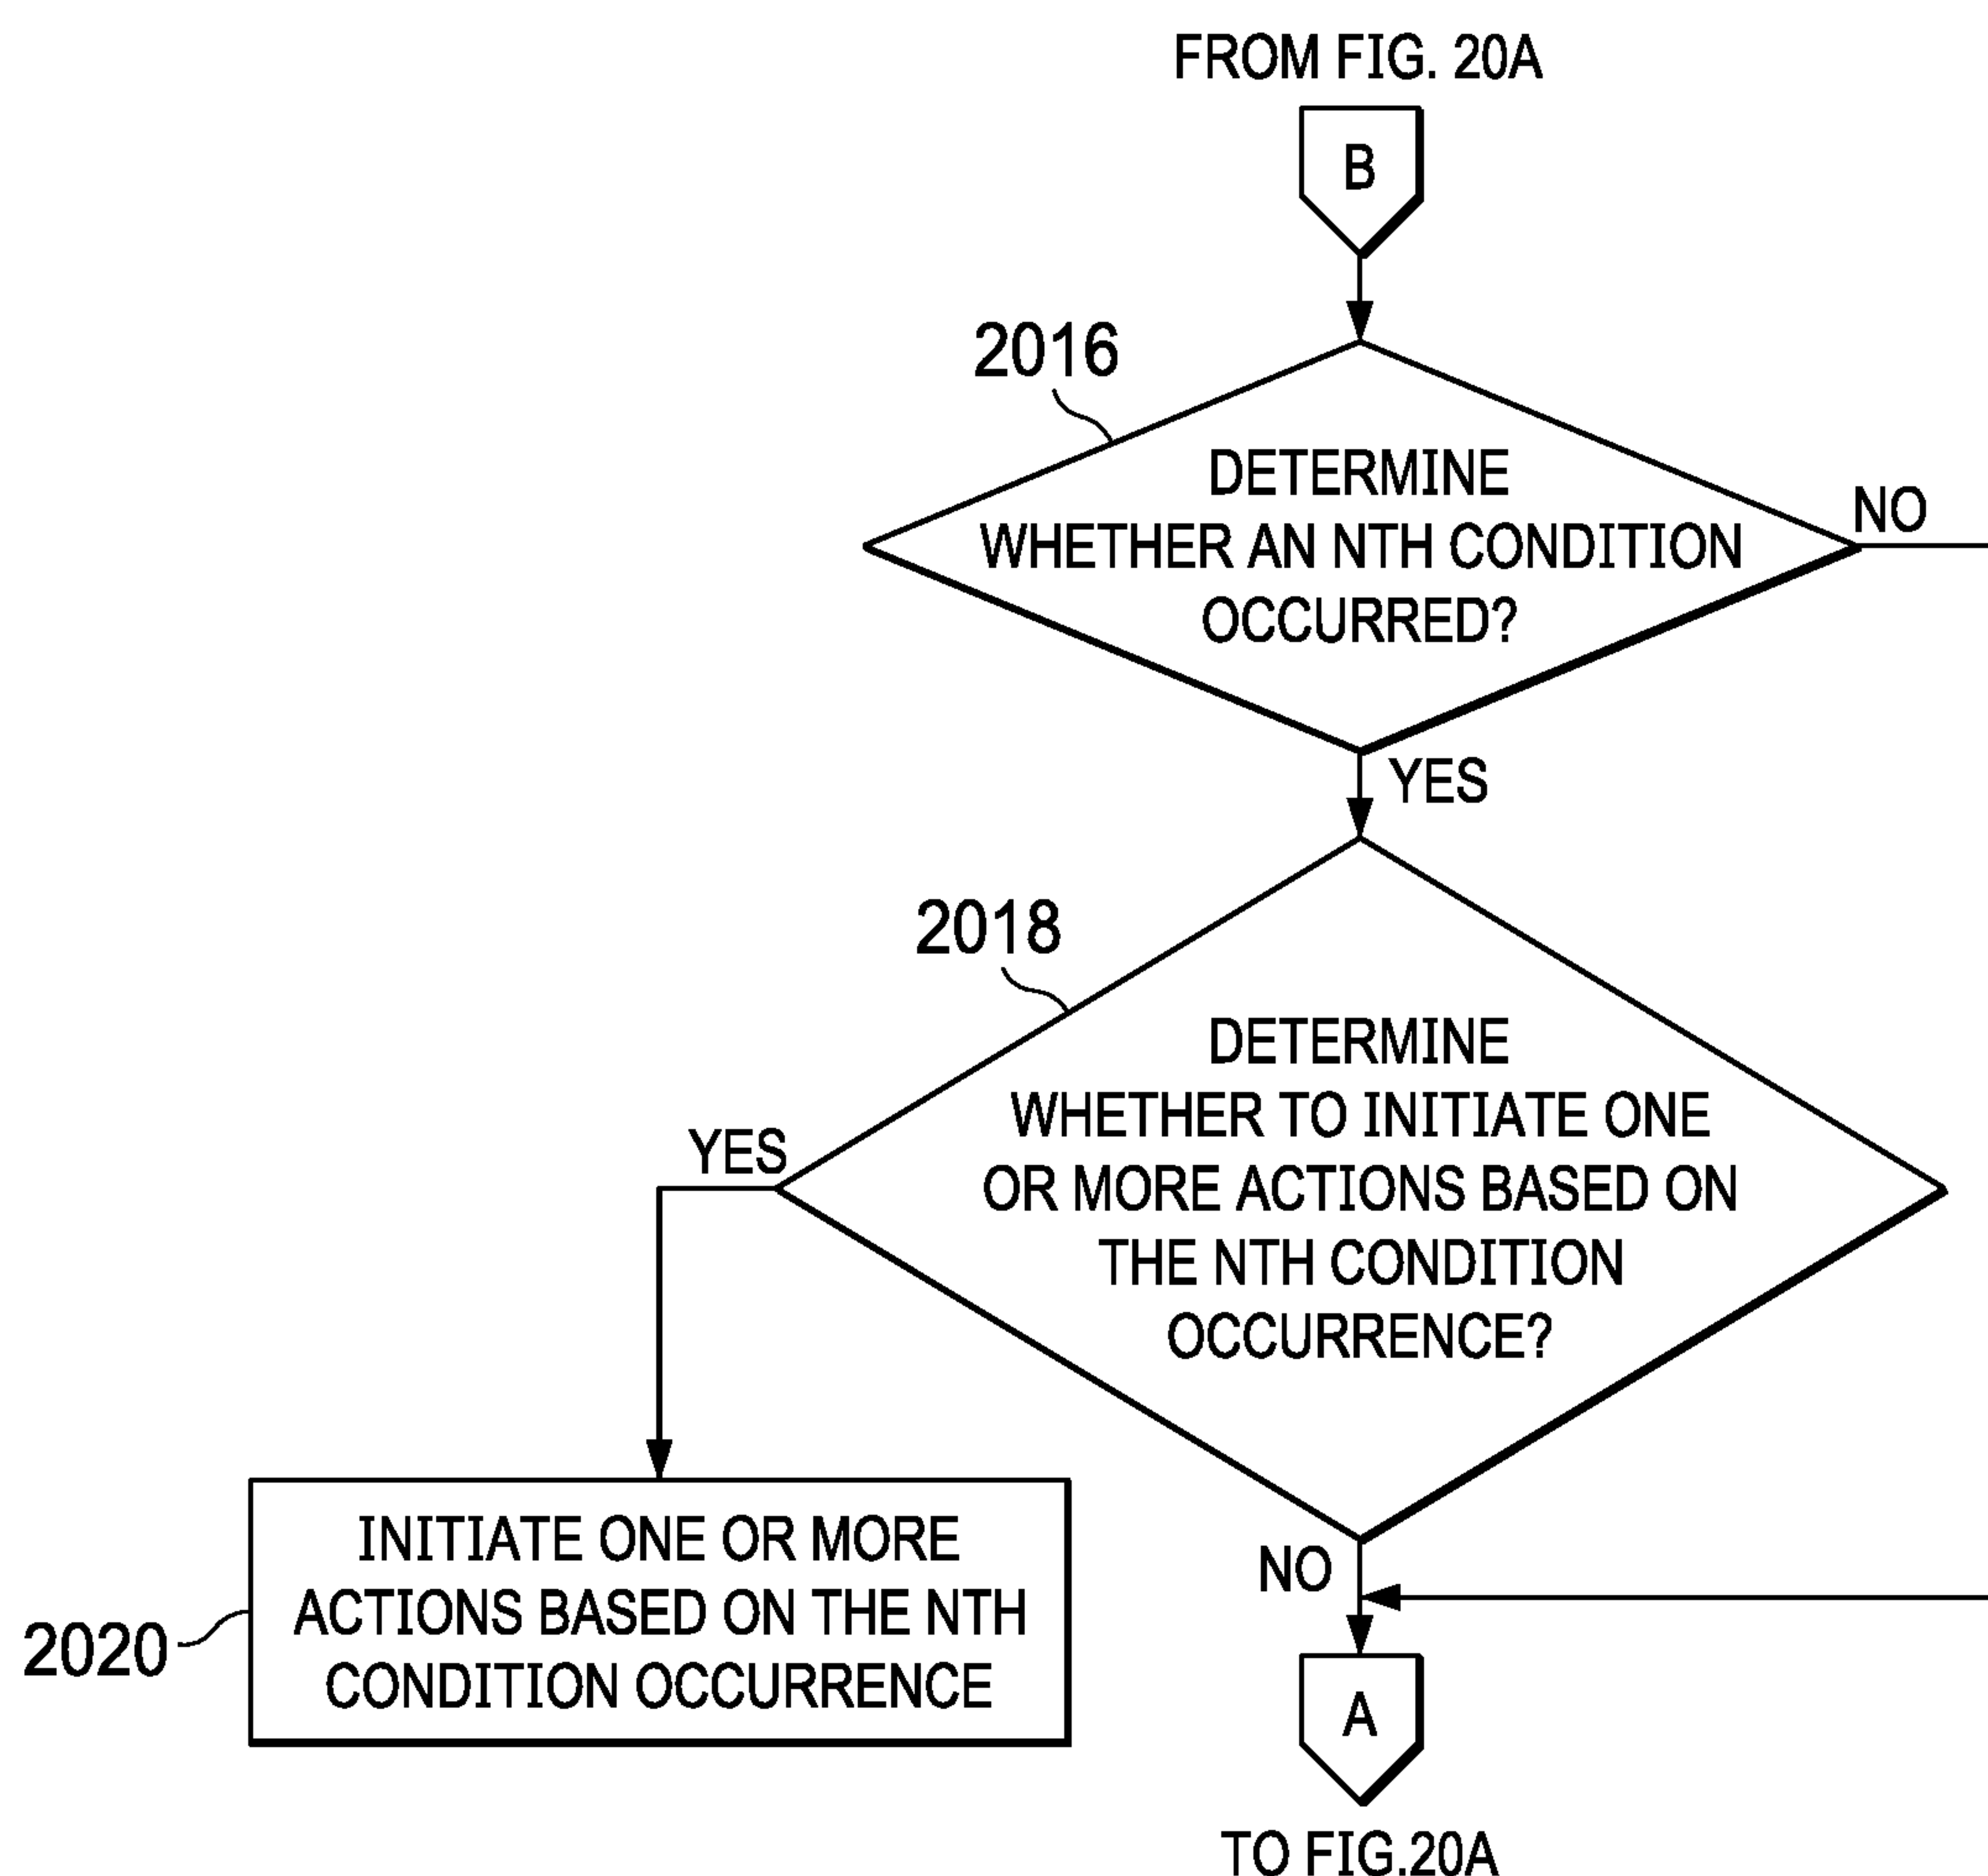 FROM FIG. 20A
B
2016
DETERMINE
WHETHER AN NTH CONDITION
OCCURRED?
NO
YES
2018
DETERMINE
WHETHER TO INITIATE ONE
OR MORE ACTIONS BASED ON
THE NTH CONDITION
OCCURRENCE?
YES
INITIATE ONE OR MORE
ACTIONS BASED ON THE NTH
CONDITION OCCURRENCE
2020
NO
A
TO FIG.20A